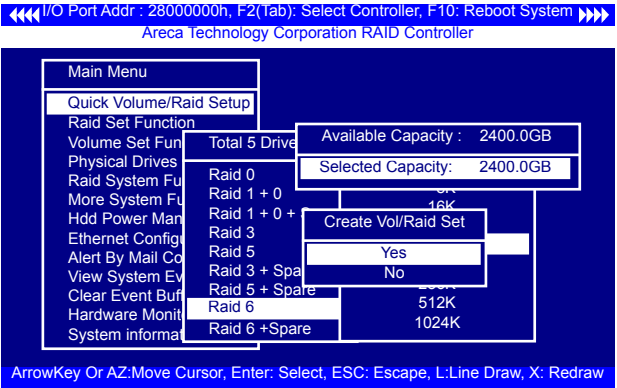 I/O Port Addr : 28000000h, F2(Tab): Select Controller, F10: Reboot System
Areca Technology Corporation RAID Controller
Main Menu
Quick Volume/Raid Setup
Raid Set Function
Volume Set Fun
Physical Drives
Raid System Fu
More System Fu
Hdd Power Man
Ethernet Configu
Alert By Mail Co
View System Ev
Clear Event Buff
Hardware Monit
System informat
Total 5 Drive
Raid 0
Raid 1 + 0
Raid 1 + 0 +
Raid 3
Raid 5
Raid 3 + Spa
Raid 5 + Spare
Raid 6
Raid 6 +Spare
Available Capacity : 2400.0GB
Selected Capacity: 2400.0GB
16K
Create Vol/Raid Set
Yes
No
512K
1024K
ArrowKey Or AZ:Move Cursor, Enter: Select, ESC: Escape, L:Line Draw, X: Redraw